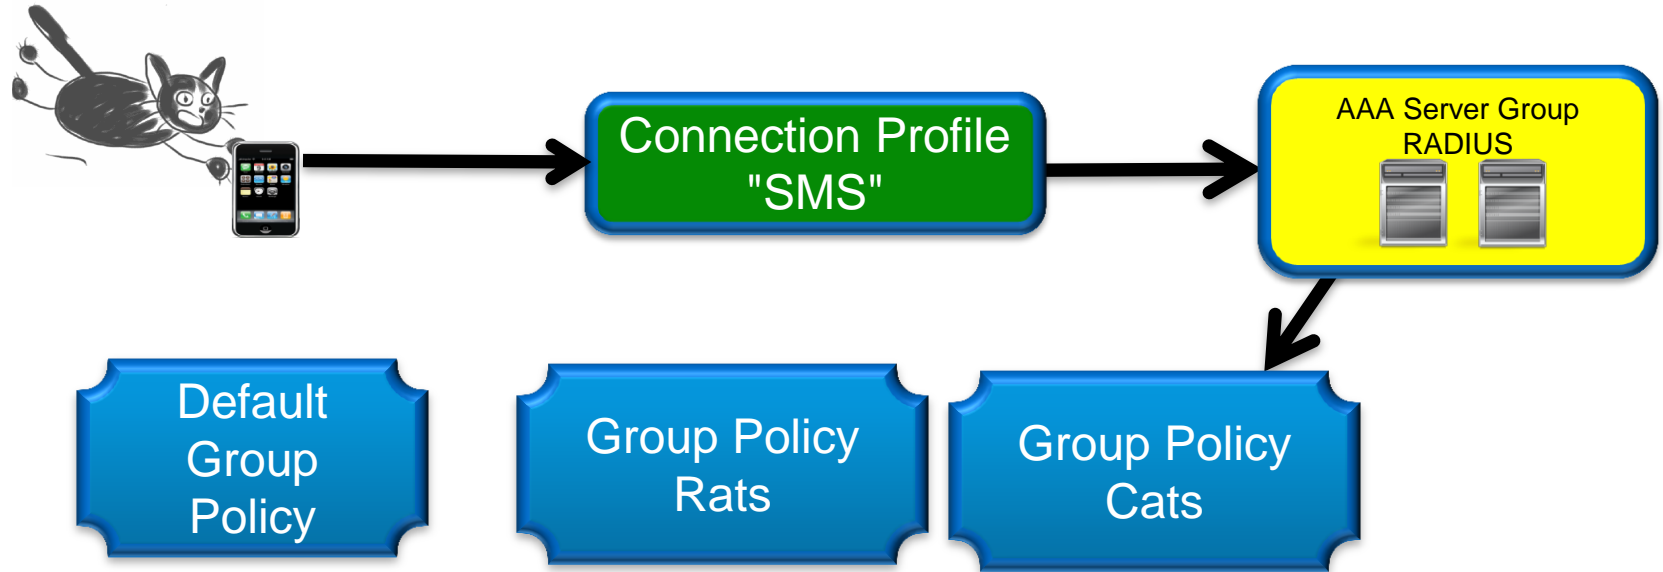 Connection Profile
"SMS"
AAA Server Group
RADIUS
Default
Group
Policy
Group Policy
Rats
Group Policy
Cats